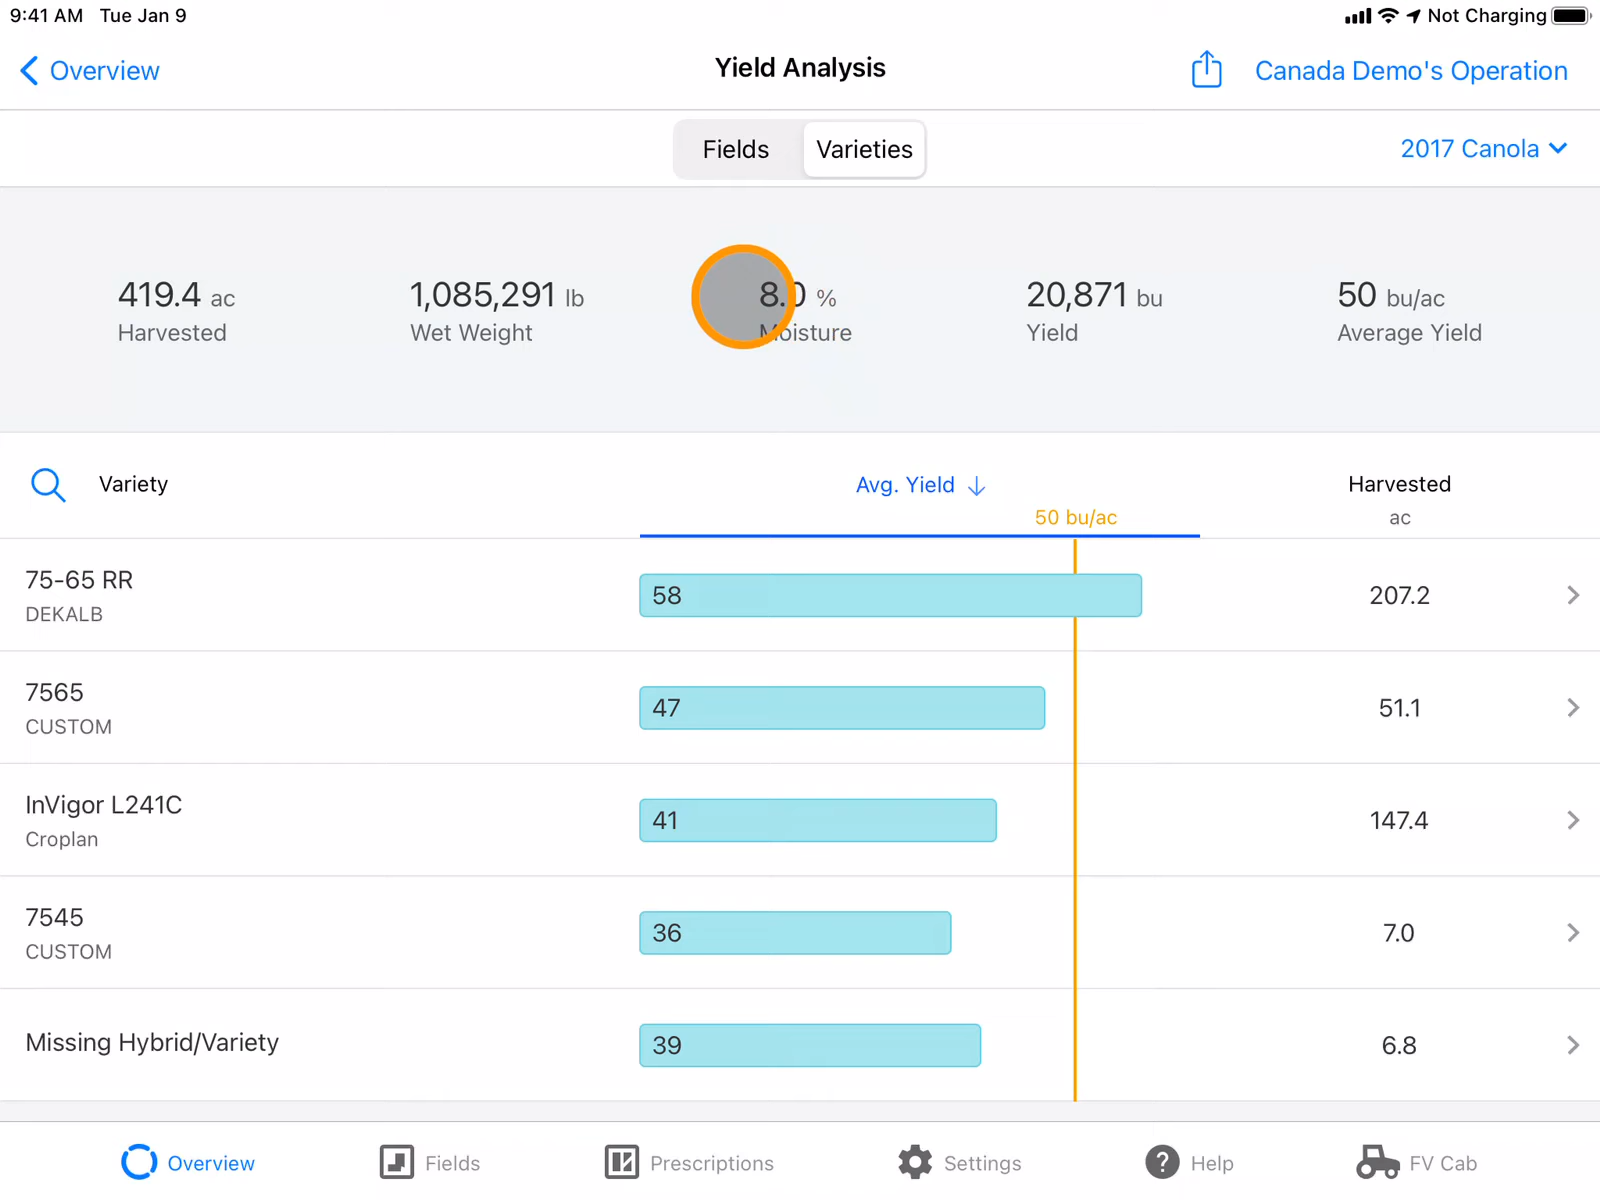 9:41 AM Tue Jan 9
Not Charging
Overview
Yield Analysis
Canada Demo's Operation
Fields
Varieties
2017 Canola
419.4 ac
Harvested
1,085,291 lb
Wet Weight
8.0 %
Moisture
20,871 bu
Yield
50 bu/ac
Average Yield
Variety
Avg. Yield
Harvested
50 bu/ac
ac
75-65 RR
DEKALB
58
207.2
7565
CUSTOM
47
51.1
InVigor L241C
Croplan
41
147.4
7545
CUSTOM
36
7.0
Missing Hybrid/Variety
39
6.8
Overview
Fields
Prescriptions
Settings
Help
FV Cab